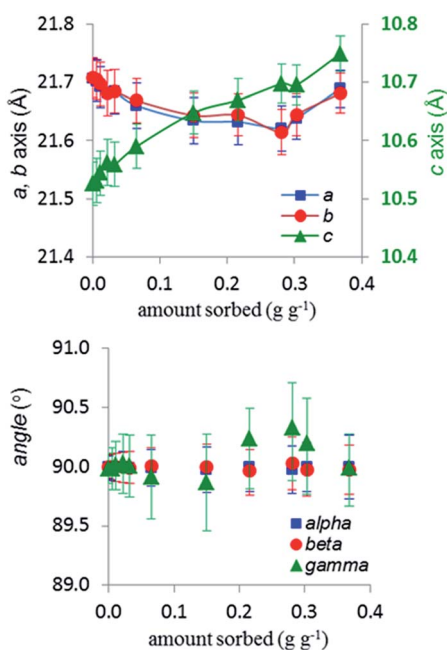 21.8
21.7
21.6
21.5
21.4
a, b axis (Å)
10.8
10.7
10.6
10.5
10.4
c axis (Å)
a
b
c
0.0 0.1 0.2 0.3 0.4
amount sorbed (g g⁻¹)
91.0
90.5
90.0
89.5
89.0
angle (°)
alpha
beta
gamma
0.0 0.1 0.2 0.3 0.4
amount sorbed (g g⁻¹)